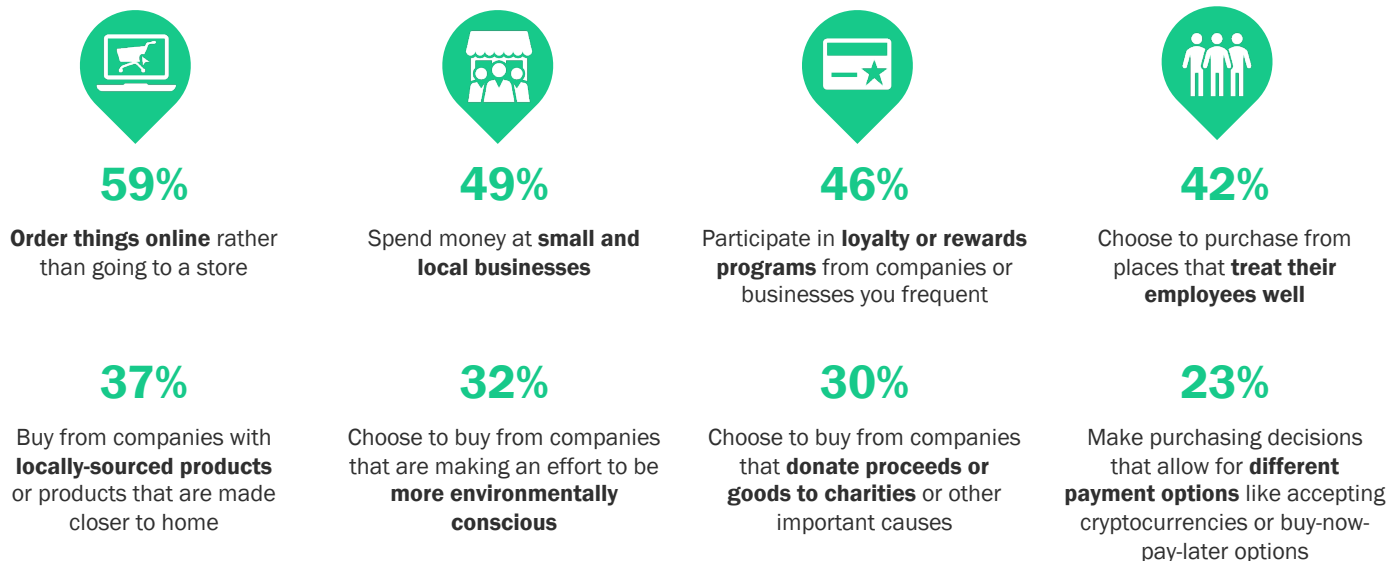 59%
Order things online rather
than going to a store
49%
Spend money at small and
local businesses
46%
Participate in loyalty or rewards
programs from companies or
businesses you frequent
42%
Choose to purchase from
places that treat their
employees well
37%
Buy from companies with
locally-sourced products
or products that are made
closer to home
32%
Choose to buy from companies
that are making an effort to be
more environmentally
conscious
30%
Choose to buy from companies
that donate proceeds or
goods to charities or other
important causes
23%
Make purchasing decisions
that allow for different
payment options like accepting
cryptocurrencies or buy-now-
pay-later options